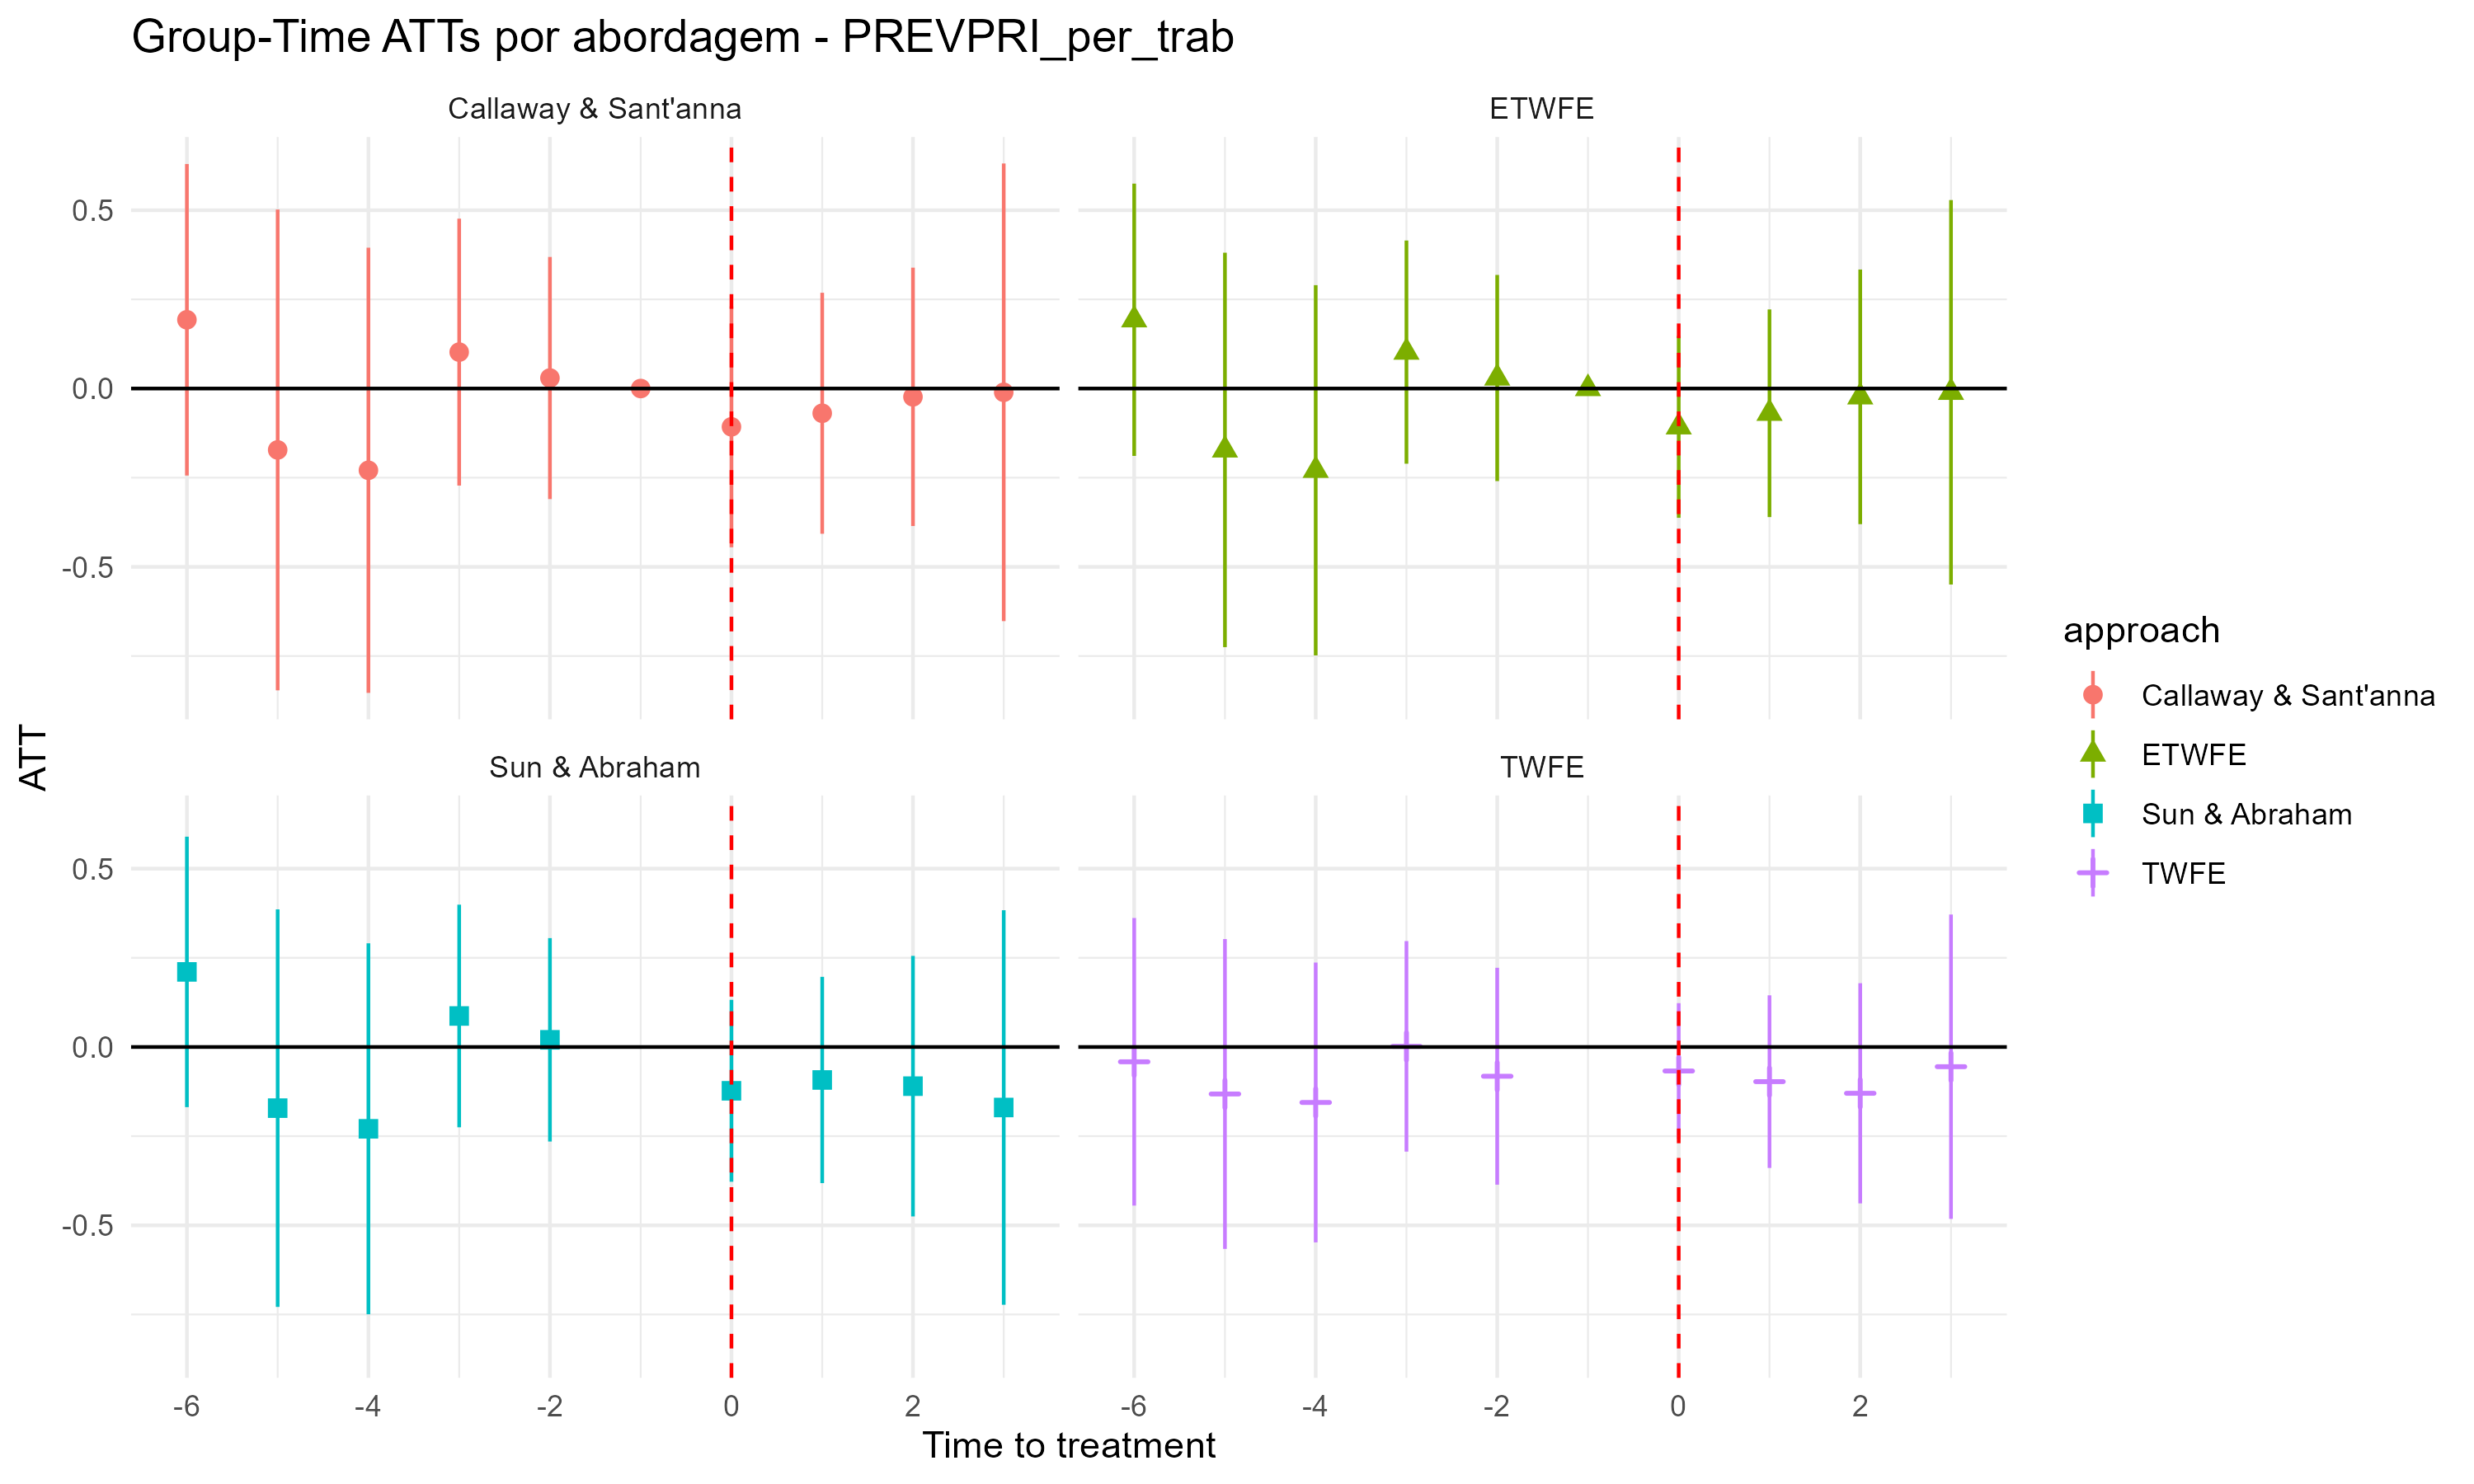 Group-Time ATTs por abordagem - PREVPRI_per_trab
Callaway & Sant'anna
ETWFE
0.5
0.0
-0.5
Sun & Abraham
TWFE
0.5
0.0
-0.5
-6
-4
-2
0
2
-6
-4
-2
0
2
Time to treatment
ATT
approach
Callaway & Sant'anna
ETWFE
Sun & Abraham
TWFE